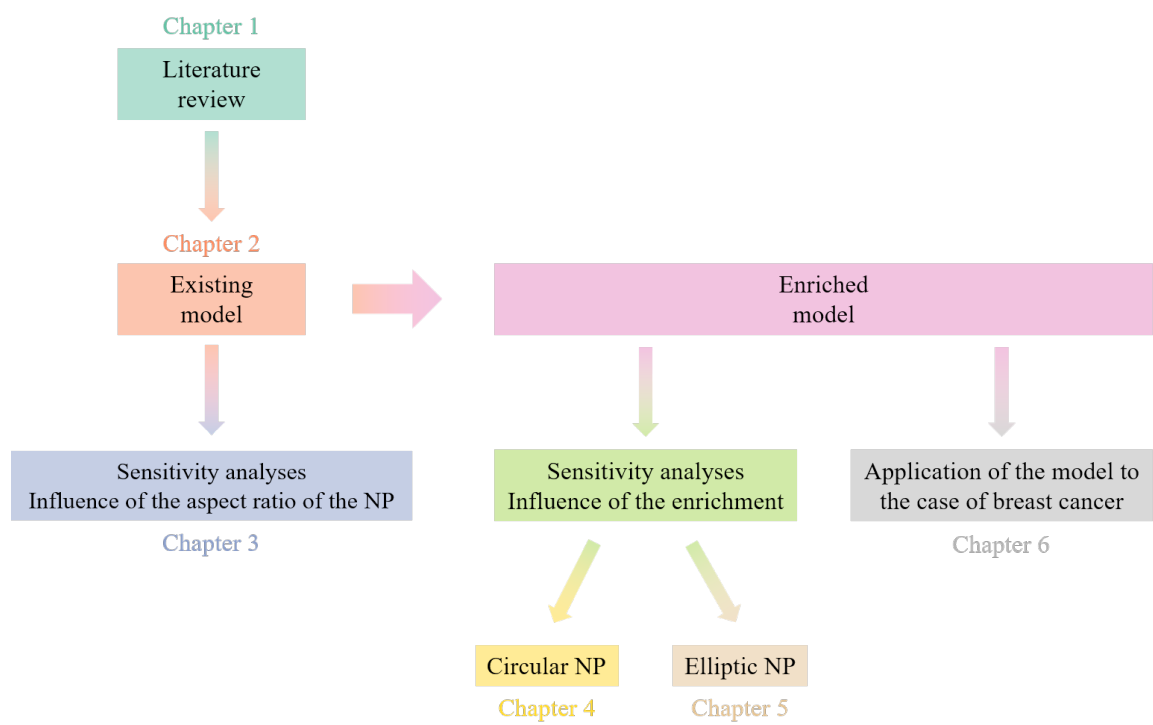 Chapter 1
Literature
review
Chapter 2
Existing
model
Enriched
model
Sensitivity analyses
Influence of the aspect ratio of the NP
Chapter 3
Sensitivity analyses
Influence of the enrichment
Application of the model to
the case of breast cancer
Chapter 6
Circular NP
Chapter 4
Elliptic NP
Chapter 5